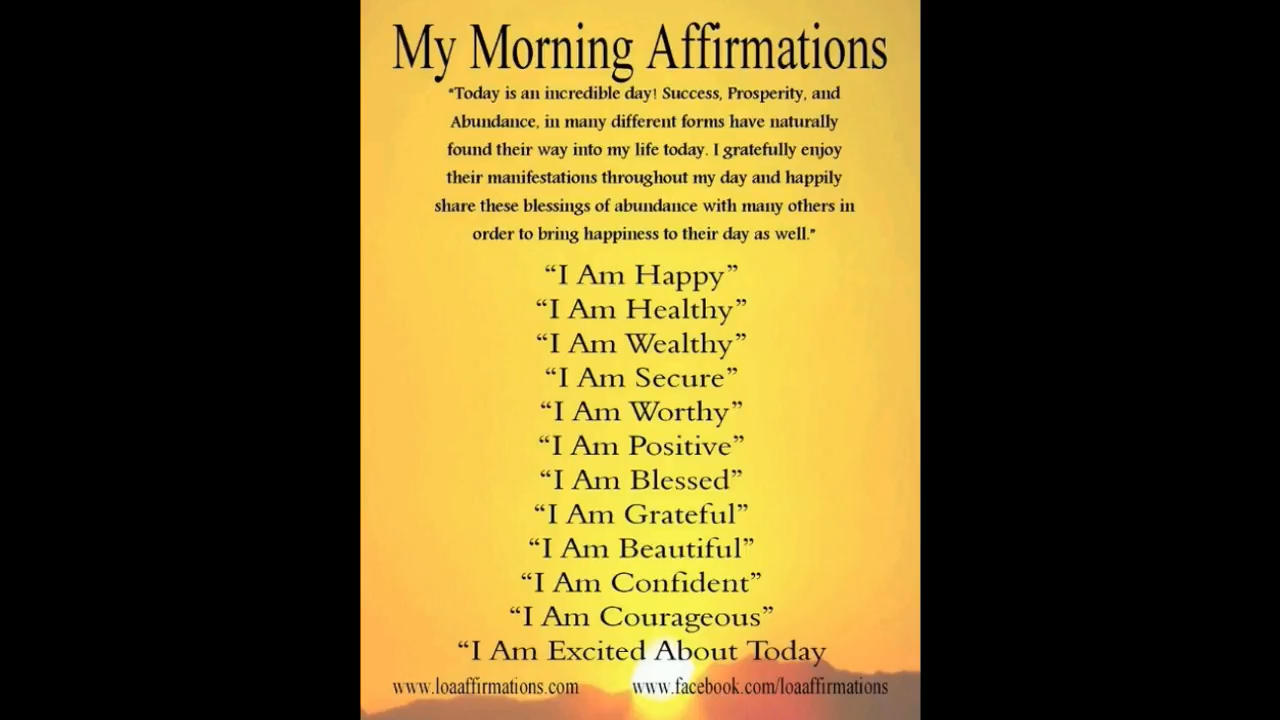 My Morning Affirmations
"Today is an incredible day! Success, Prosperity, and
Abundance, in many different forms have naturally
found their way into my life today. I gratefully enjoy
their manifestations throughout my day and happily
share these blessings of abundance with many others in
order to bring happiness to their day as well."
“I Am Happy”
“I Am Healthy”
“I Am Wealthy”
“I Am Secure”
“I Am Worthy”
“I Am Positive”
“I Am Blessed”
“I Am Grateful”
“I Am Beautiful”
“I Am Confident”
“I Am Courageous”
“I Am Excited About Today
www.loaaffirmations.com www.facebook.com/loaaffirmations